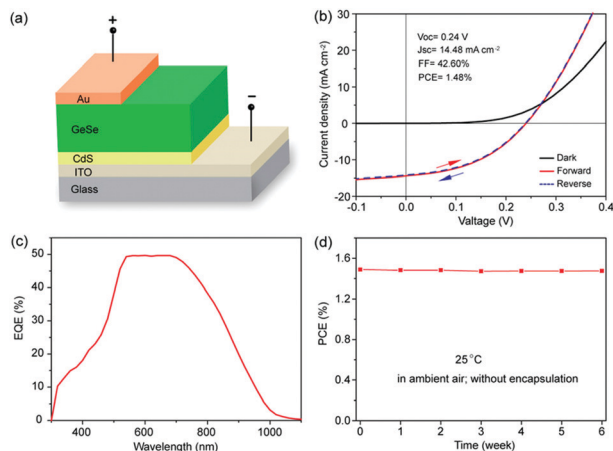 (a)
+
−
Au
GeSe
CdS
ITO
Glass
(b)
Voc= 0.24 V
Jsc= 14.48 mA cm⁻²
FF= 42.60%
PCE= 1.48%
Dark
Forward
Reverse
Current density (mA cm⁻²)
30
20
10
0
-10
-20
-0.1 0.0 0.1 0.2 0.3 0.4
Valtage (V)
(c)
EQE (%)
50
40
30
20
10
0
400 600 800 1000
Wavelength (nm)
(d)
PCE (%)
1.6
1.2
0.8
0.4
0.0
25°C
in ambient air; without encapsulation
0 1 2 3 4 5 6
Time (week)